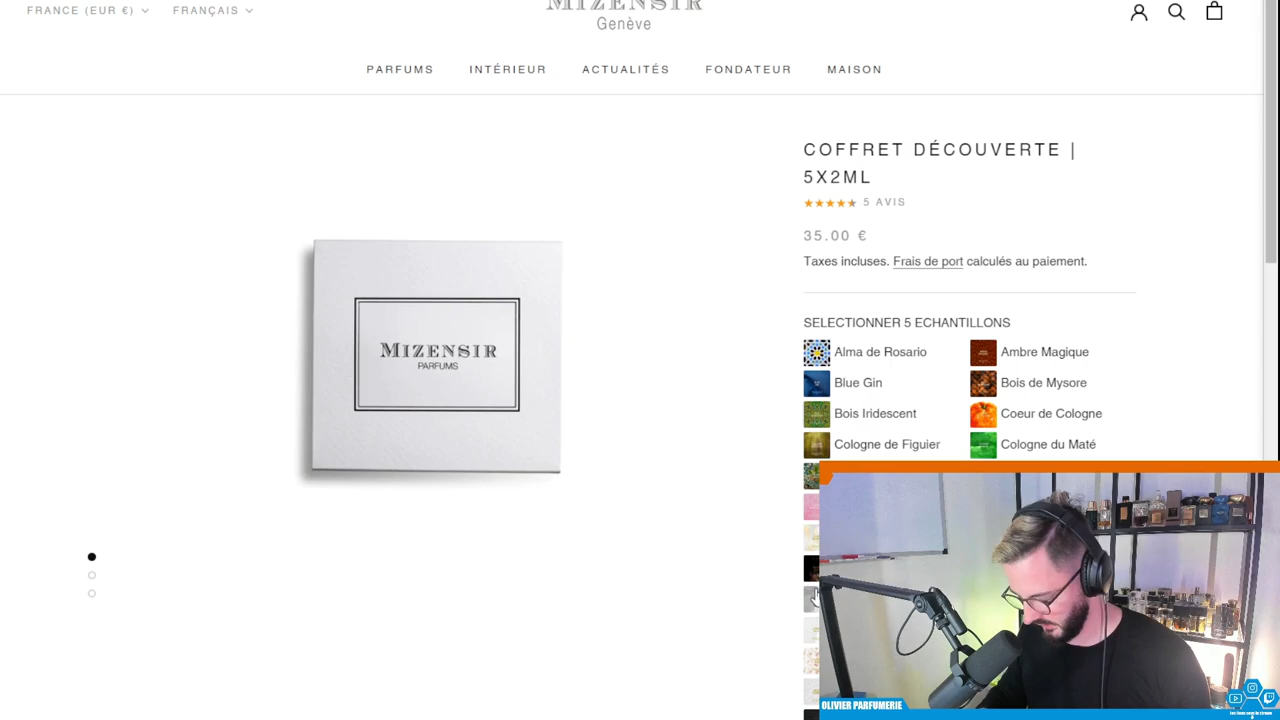 FRANCE (EUR €)
FRANÇAIS
MIZENSIR
Genève
PARFUMS
INTÉRIEUR
ACTUALITÉS
FONDATEUR
MAISON
COFFRET DÉCOUVERTE |
5X2ML
5 AVIS
35.00 €
Taxes incluses. Frais de port calculés au paiement.
SELECTIONNER 5 ECHANTILLONS
Alma de Rosario
Ambre Magique
Blue Gin
Bois de Mysore
Bois Iridescent
Coeur de Cologne
Cologne de Figuier
Cologne du Maté
MIZENSIR
PARFUMS
OLIVIER PARFUMERIE